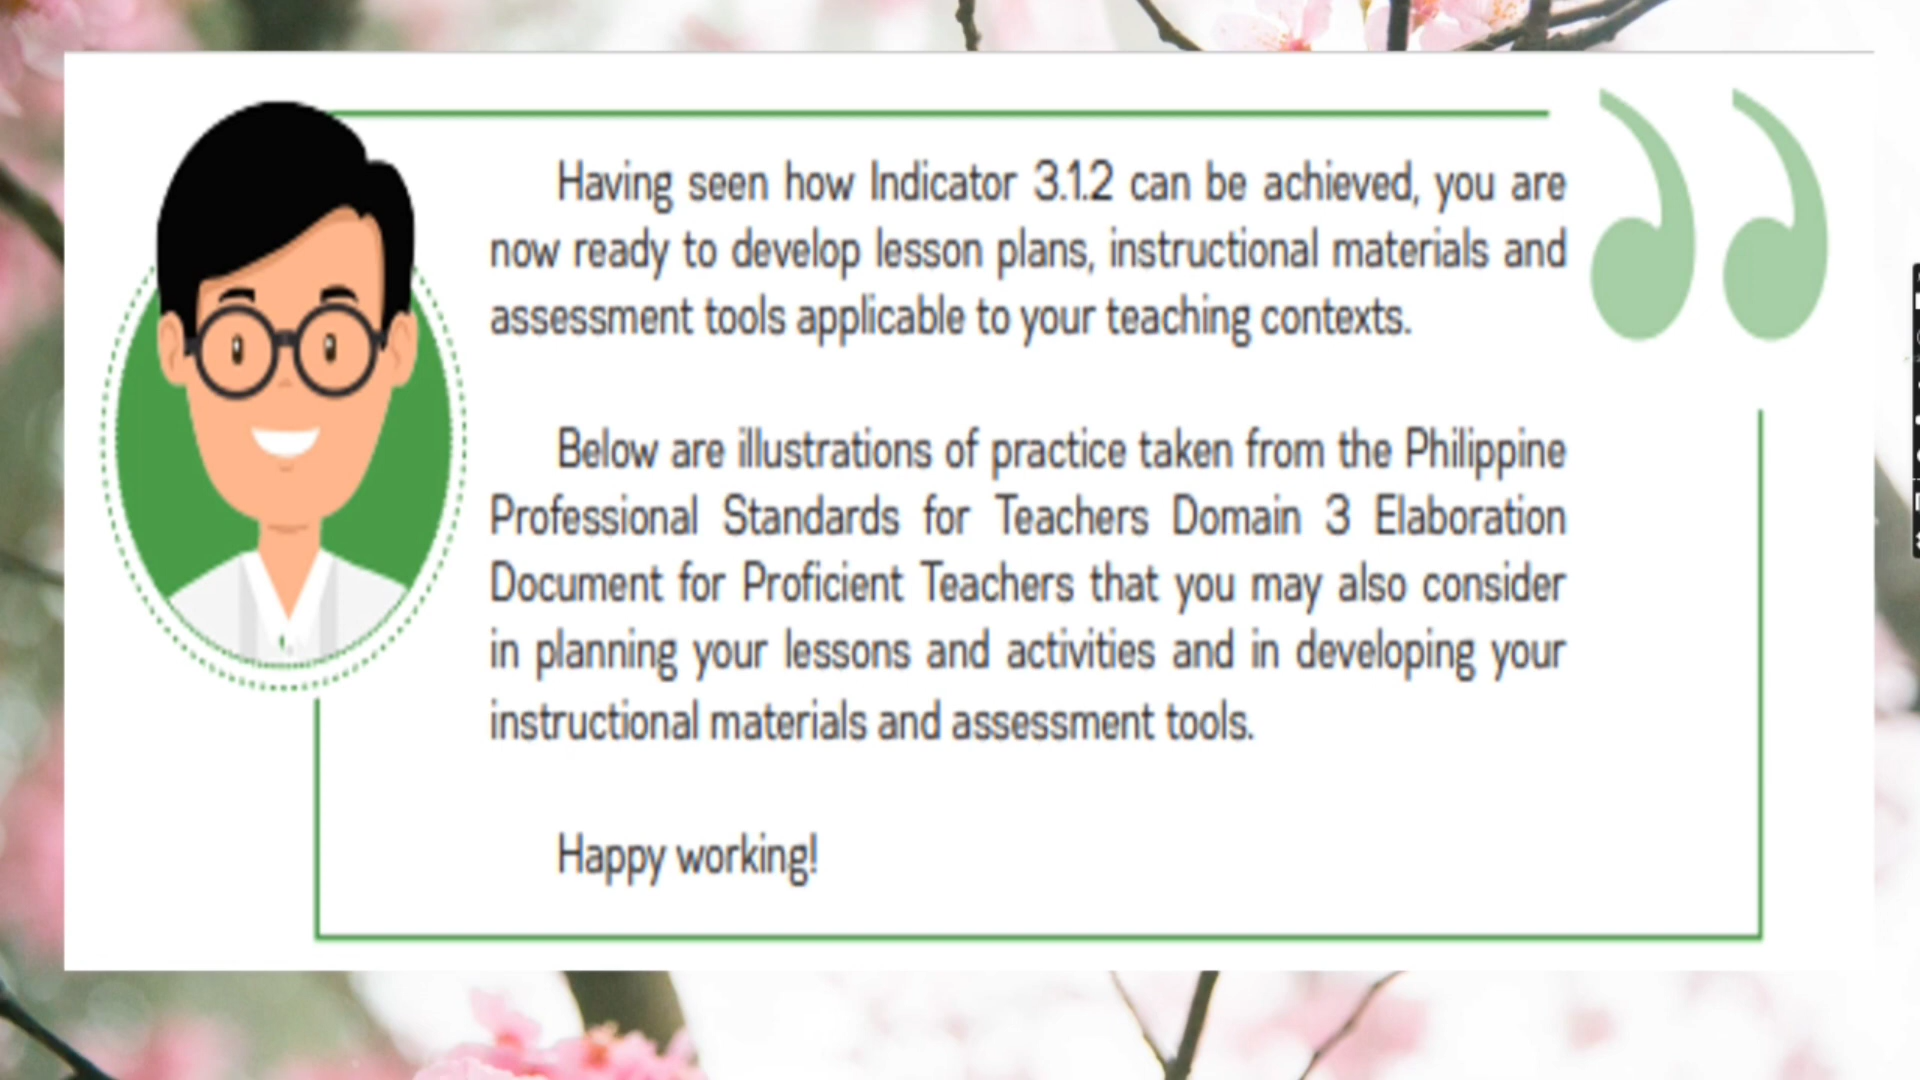 Having seen how Indicator 3.1.2 can be achieved, you are
now ready to develop lesson plans, instructional materials and
assessment tools applicable to your teaching contexts.
Below are illustrations of practice taken from the Philippine
Professional Standards for Teachers Domain 3 Elaboration
Document for Proficient Teachers that you may also consider
in planning your lessons and activities and in developing your
instructional materials and assessment tools.
Happy working!